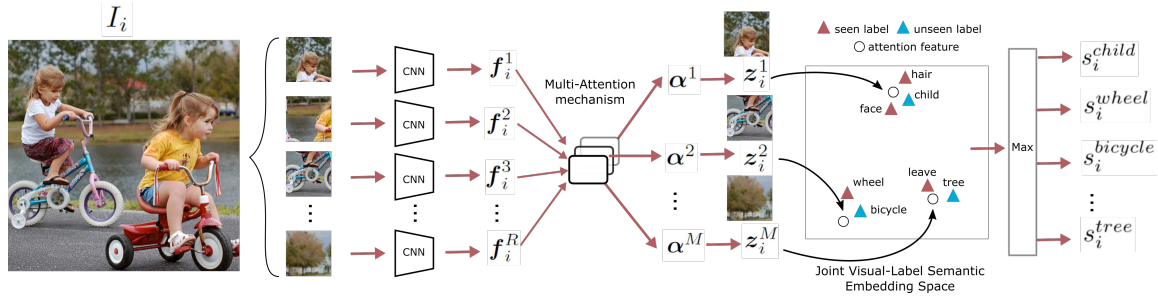 I_i
CNN
CNN
CNN
CNN
f_i^1
f_i^2
f_i^3
f_i^R
Multi-Attention
mechanism
α^1
α^2
α^M
z_i^1
z_i^2
z_i^M
seen label
unseen label
attention feature
hair
child
face
wheel
bicycle
leave
tree
Joint Visual-Label Semantic
Embedding Space
Max
s_i^{child}
s_i^{wheel}
s_i^{bicycle}
s_i^{tree}